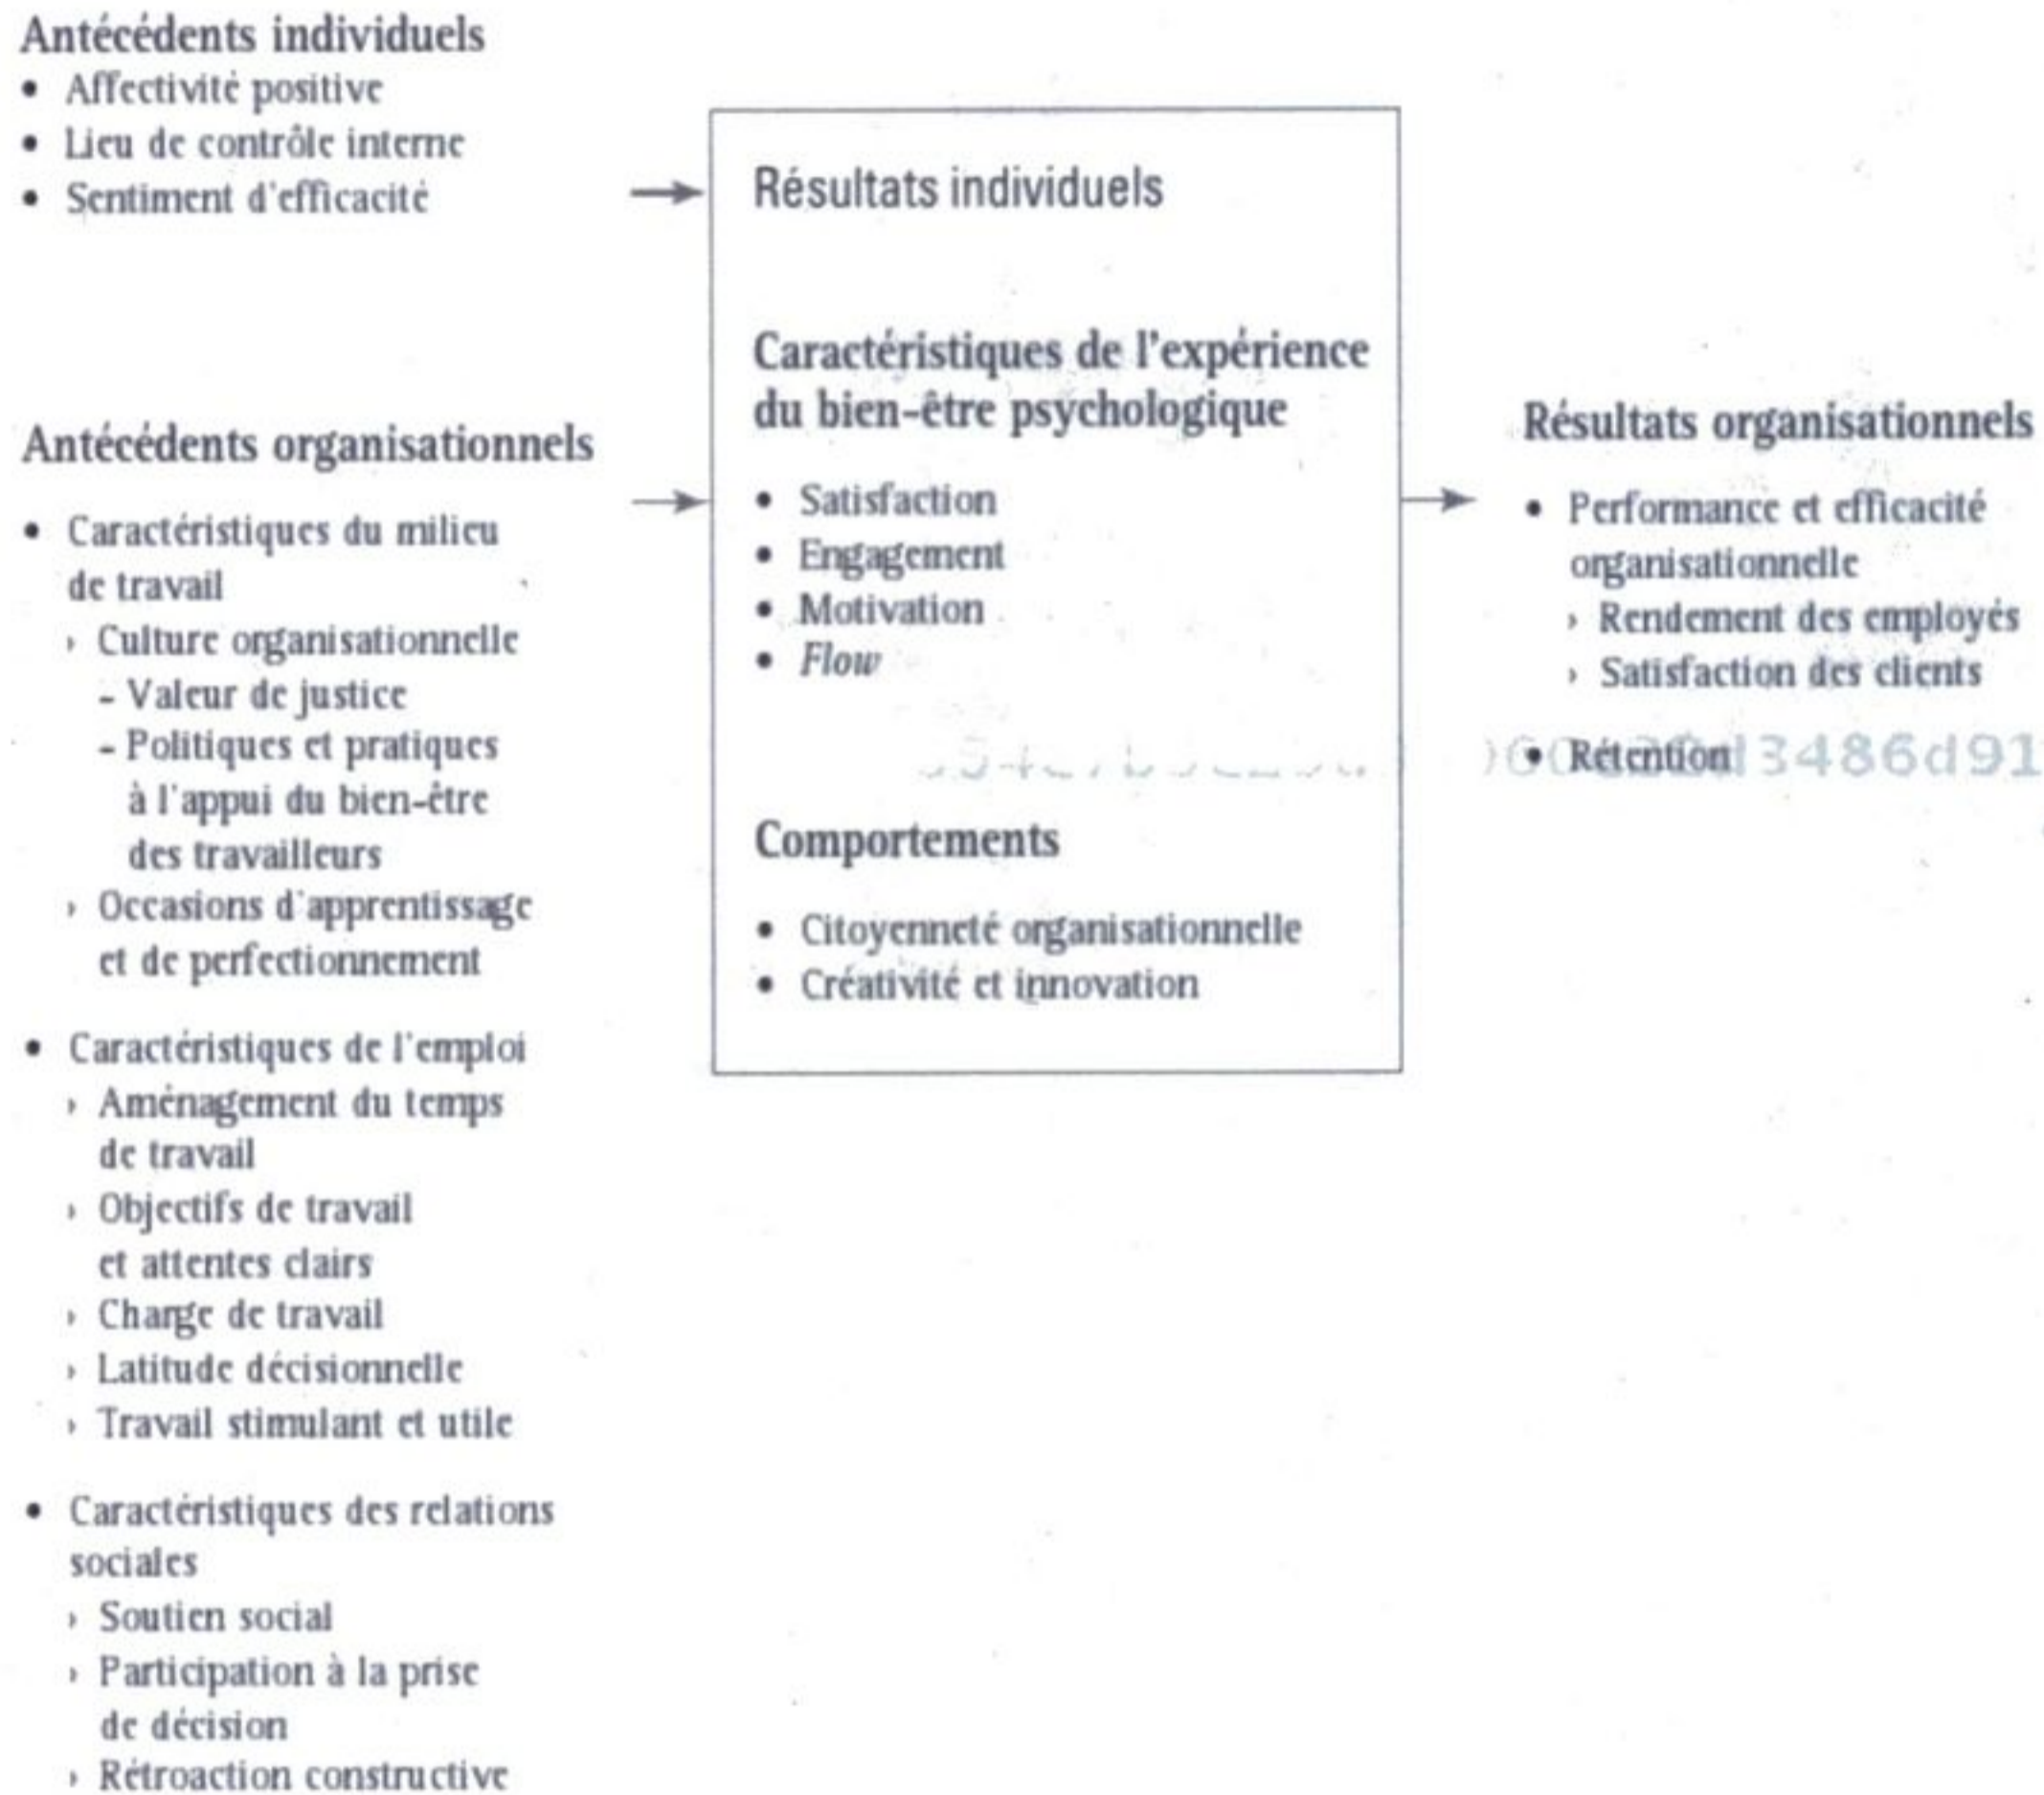 Antécédents individuels
• Affectivité positive
• Lieu de contrôle interne
• Sentiment d'efficacité
Antécédents organisationnels
• Caractéristiques du milieu
de travail
› Culture organisationnelle
– Valeur de justice
– Politiques et pratiques
à l'appui du bien-être
des travailleurs
› Occasions d'apprentissage
et de perfectionnement
• Caractéristiques de l'emploi
› Aménagement du temps
de travail
› Objectifs de travail
et attentes clairs
› Charge de travail
› Latitude décisionnelle
› Travail stimulant et utile
• Caractéristiques des relations
sociales
› Soutien social
› Participation à la prise
de décision
› Rétroaction constructive
Résultats individuels
Caractéristiques de l'expérience
du bien-être psychologique
• Satisfaction
• Engagement
• Motivation
• Flow
Comportements
• Citoyenneté organisationnelle
• Créativité et innovation
Résultats organisationnels
• Performance et efficacité
organisationnelle
› Rendement des employés
› Satisfaction des clients
• Rétention